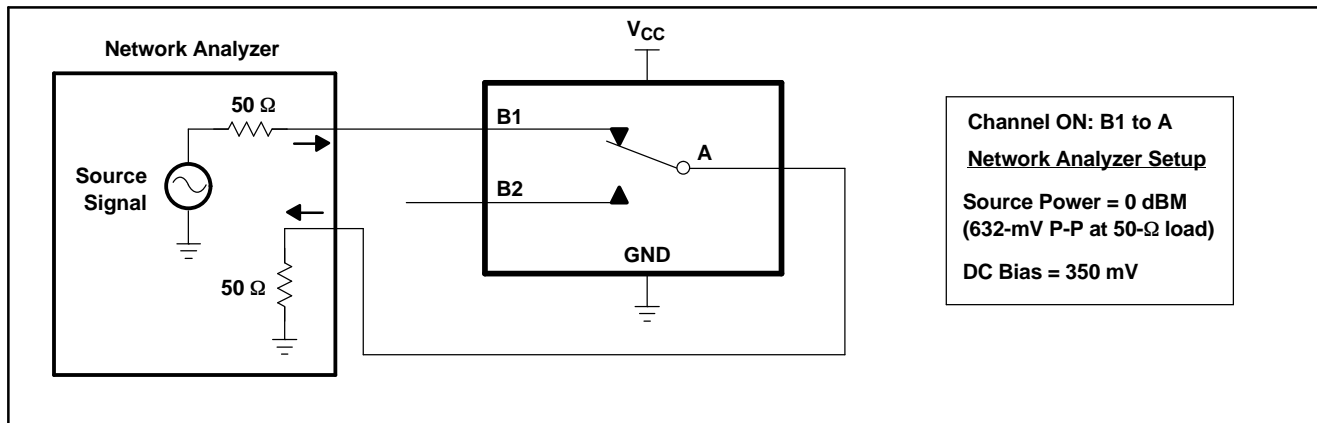 Network Analyzer
50 Ω
Source
Signal
50 Ω
VCC
B1
B2
A
GND
Channel ON: B1 to A
Network Analyzer Setup
Source Power = 0 dBM
(632-mV P-P at 50-Ω load)
DC Bias = 350 mV